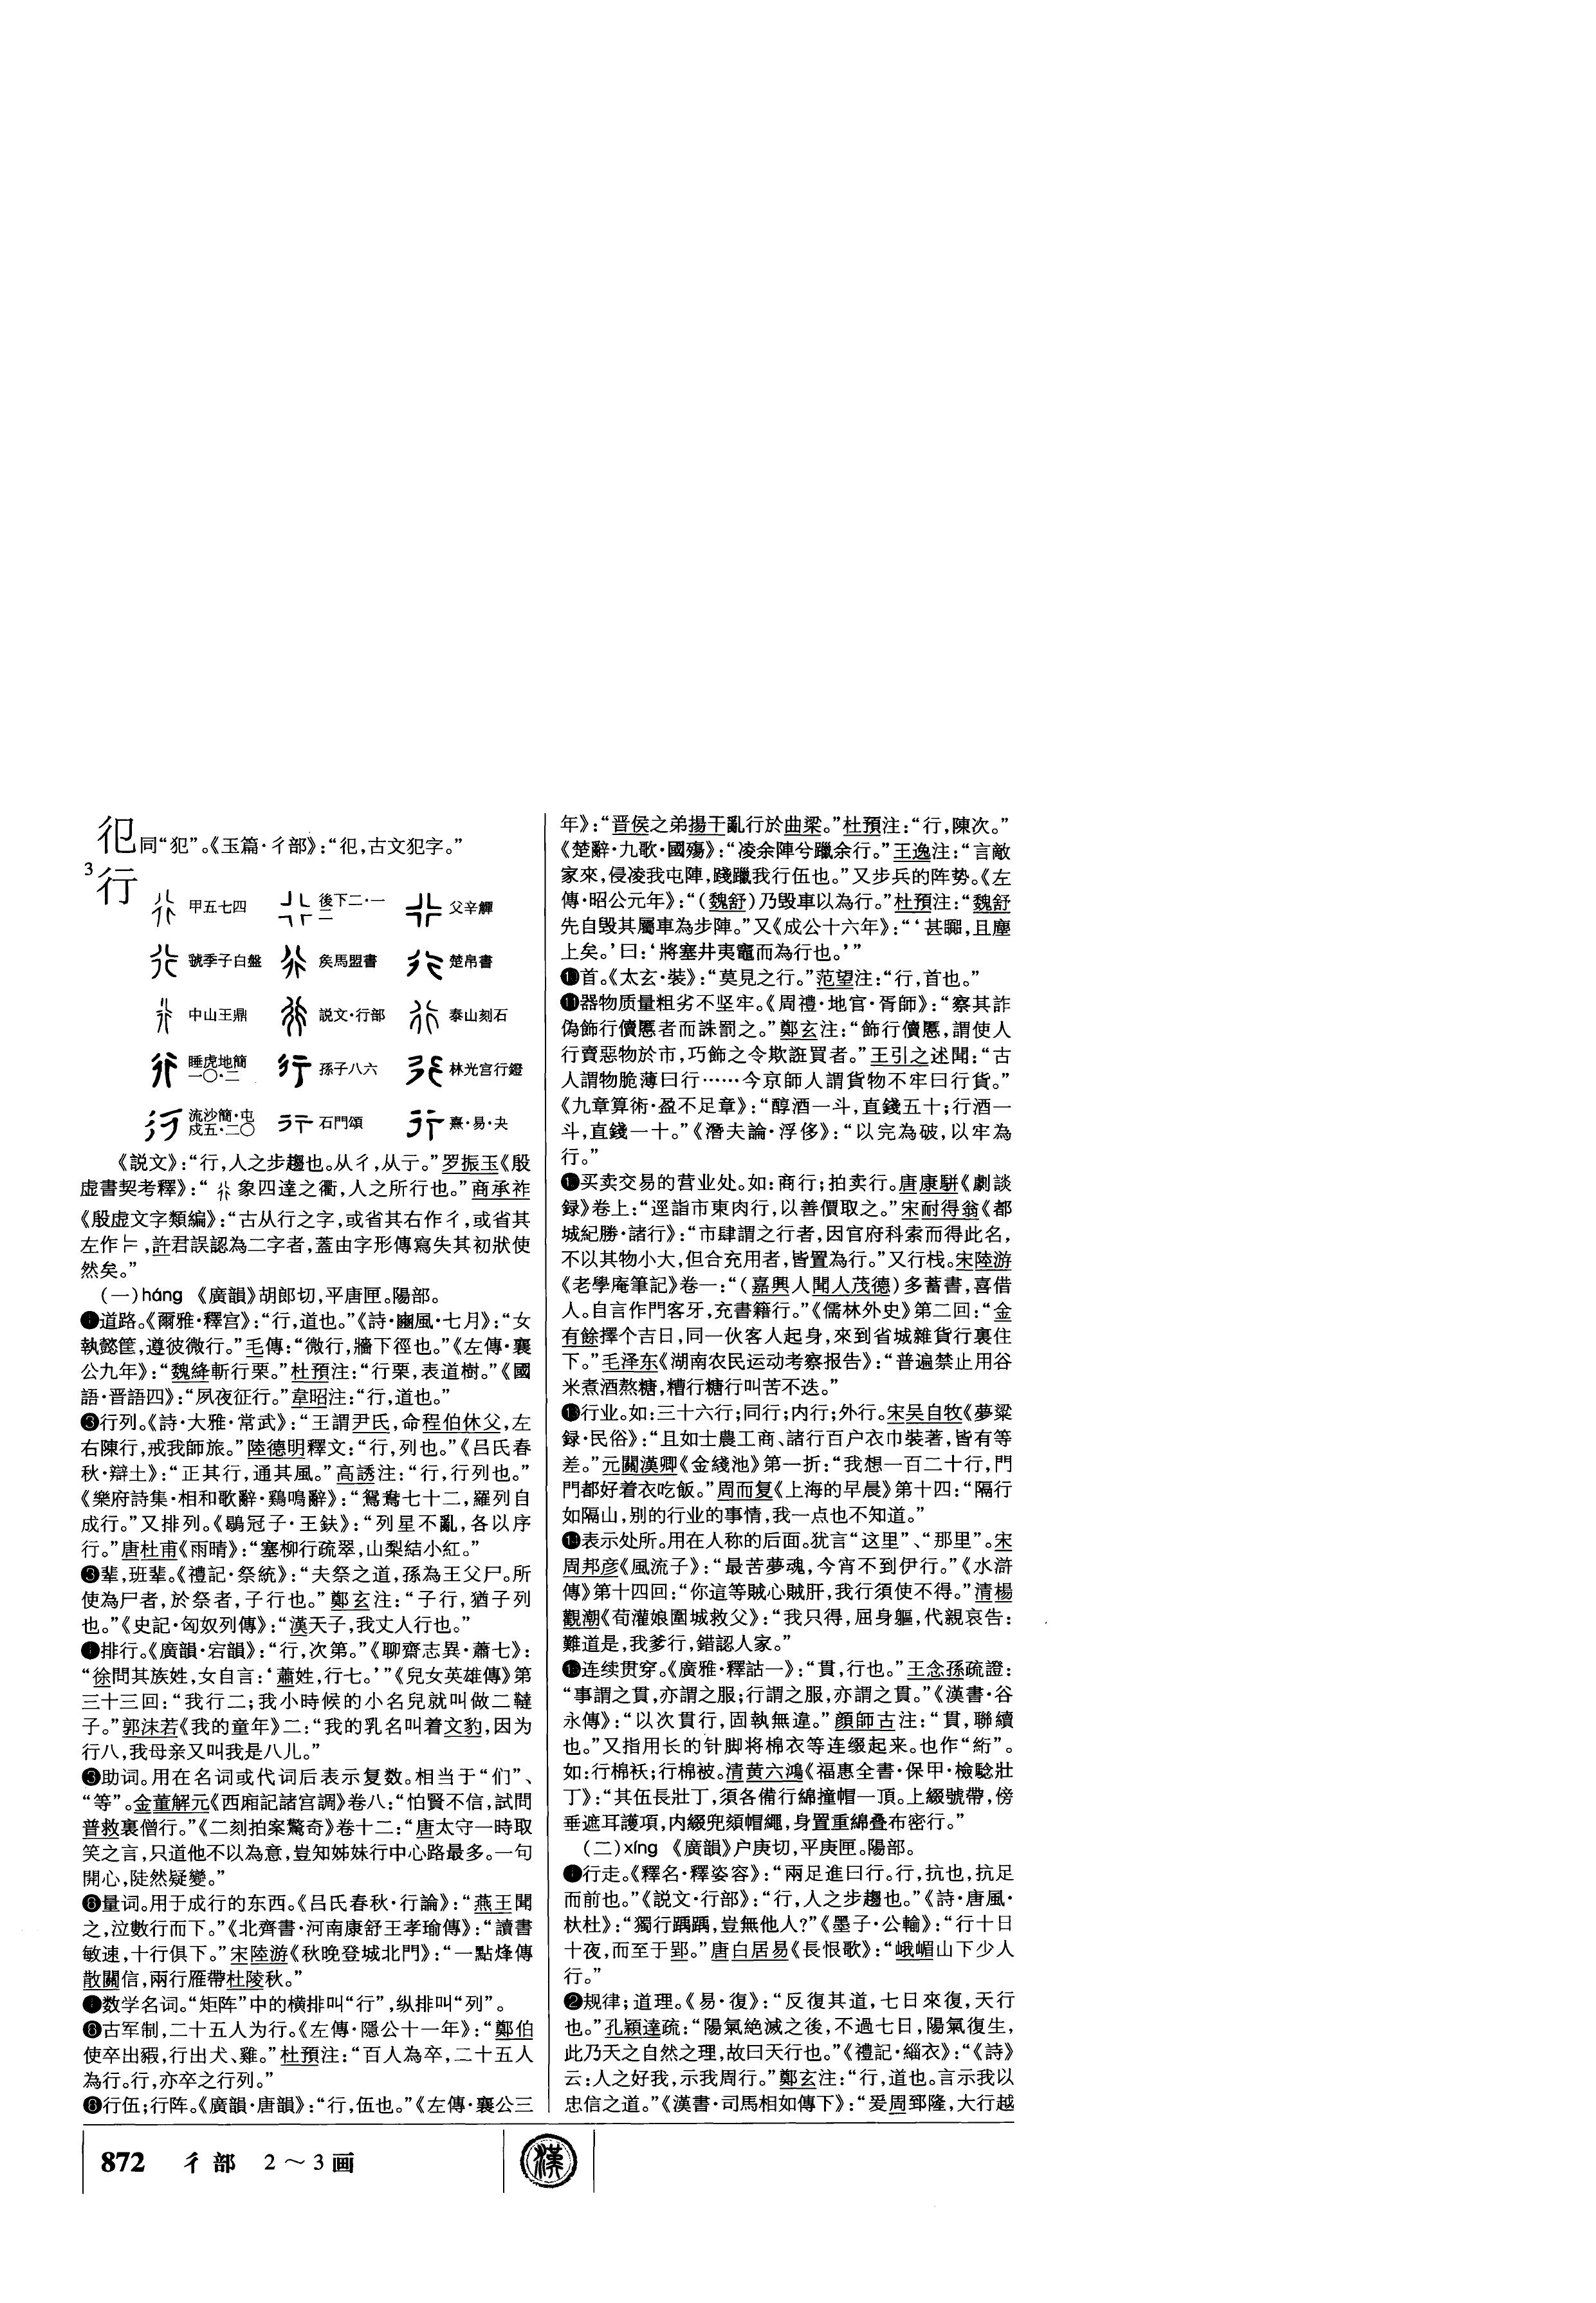 犯同“犯”。《玉篇·彳部》：“㐌，古文犯字。”
3
行
甲五七四 後下二·一二 父辛觶
虢季子白盤 侯馬盟書 楚帛書
中山王鼎 説文·行部 泰山刻石
睡虎地簡一〇·二 孫子八六 林光宫行鐙
流沙簡·屯戍五·二〇 石門頌 熹·易·夬
《説文》：“行，人之步趨也。从彳，从亍。”罗振玉《殷
虚書契考釋》：“ 象四達之衢，人之所行也。”商承祚
《殷虚文字類編》：“古从行之字，或省其右作彳，或省其
左作 ，許君誤認為二字者，蓋由字形傳寫失其初狀使
然矣。”
（一）háng 《廣韻》胡郎切，平唐匣。陽部。
❶道路。《爾雅·釋宫》：“行，道也。”《詩·豳風·七月》：“女
執懿筐，遵彼微行。”毛傳：“微行，牆下徑也。”《左傳·襄
公九年》：“魏絳斬行栗。”杜預注：“行栗，表道樹。”《國
語·晋語四》：“夙夜征行。”韋昭注：“行，道也。”
❸行列。《詩·大雅·常武》：“王謂尹氏，命程伯休父，左
右陳行，戒我師旅。”陸德明釋文：“行，列也。”《吕氏春
秋·辯土》：“正其行，通其風。”高誘注：“行，行列也。”
《樂府詩集·相和歌辭·鷄鳴辭》：“鴛鴦七十二，羅列自
成行。”又排列。《鶡冠子·王鈇》：“列星不亂，各以序
行。”唐杜甫《雨晴》：“塞柳行疏翠，山梨結小紅。”
❸辈，班辈。《禮記·祭統》：“夫祭之道，孫為王父尸。所
使為尸者，於祭者，子行也。”鄭玄注：“子行，猶子列
也。”《史記·匈奴列傳》：“漢天子，我丈人行也。”
❹排行。《廣韻·宕韻》：“行，次第。”《聊齋志異·蕭七》：
“徐問其族姓，女自言：‘蕭姓，行七。’”《兒女英雄傳》第
三十三回：“我行二；我小時候的小名兒就叫做二韃
子。”郭沫若《我的童年》二：“我的乳名叫着文豹，因为
行八，我母亲又叫我是八儿。”
❸助词。用在名词或代词后表示复数。相当于“们”、
“等”。金董解元《西廂記諸宫調》卷八：“怕賢不信，試問
普救裏僧行。”《二刻拍案驚奇》卷十二：“唐太守一時取
笑之言，只道他不以為意，豈知姊妹行中心路最多。一句
開心，陡然疑變。”
❻量词。用于成行的东西。《吕氏春秋·行論》：“燕王聞
之，泣數行而下。”《北齊書·河南康舒王孝瑜傳》：“讀書
敏速，十行俱下。”宋陸游《秋晚登城北門》：“一點烽傳
散關信，兩行雁帶杜陵秋。”
❼数学名词。“矩阵”中的横排叫“行”，纵排叫“列”。
❻古军制，二十五人为行。《左傳·隱公十一年》：“鄭伯
使卒出豭，行出犬、雞。”杜預注：“百人為卒，二十五人
為行。行，亦卒之行列。”
❻行伍；行阵。《廣韻·唐韻》：“行，伍也。”《左傳·襄公三
年》：“晋侯之弟揚干亂行於曲梁。”杜預注：“行，陳次。”
《楚辭·九歌·國殤》：“凌余陣兮躐余行。”王逸注：“言敵
家來，侵凌我屯陣，踐躐我行伍也。”又步兵的阵势。《左
傳·昭公元年》：“（魏舒）乃毁車以為行。”杜預注：“魏舒
先自毁其屬車為步陣。”又《成公十六年》：“‘甚囂，且塵
上矣。’曰：‘將塞井夷竈而為行也。’”
❿首。《太玄·裝》：“莫見之行。”范望注：“行，首也。”
⓫器物质量粗劣不坚牢。《周禮·地官·胥師》：“察其詐
偽飾行儥慝者而誅罰之。”鄭玄注：“飾行儥慝，謂使人
行賣惡物於市，巧飾之令欺誑買者。”王引之述聞：“古
人謂物脆薄曰行……今京師人謂貨物不牢曰行貨。”
《九章算術·盈不足章》：“醇酒一斗，直錢五十；行酒一
斗，直錢一十。”《潛夫論·浮侈》：“以完為破，以牢為
行。”
⓬买卖交易的营业处。如：商行；拍卖行。唐康駢《劇談
録》卷上：“逕詣市東肉行，以善價取之。”宋耐得翁《都
城紀勝·諸行》：“市肆謂之行者，因官府科索而得此名，
不以其物小大，但合充用者，皆置為行。”又行栈。宋陸游
《老學庵筆記》卷一：“（嘉興人聞人茂德）多蓄書，喜借
人。自言作門客牙，充書籍行。”《儒林外史》第二回：“金
有餘擇个吉日，同一伙客人起身，來到省城雜貨行裏住
下。”毛泽东《湖南农民运动考察报告》：“普遍禁止用谷
米煮酒熬糖，糟行糖行叫苦不迭。”
⓭行业。如：三十六行；同行；内行；外行。宋吴自牧《夢粱
録·民俗》：“且如士農工商、諸行百户衣巾裝著，皆有等
差。”元關漢卿《金綫池》第一折：“我想一百二十行，門
門都好着衣吃飯。”周而复《上海的早晨》第十四：“隔行
如隔山，别的行业的事情，我一点也不知道。”
⓮表示处所。用在人称的后面。犹言“这里”、“那里”。宋
周邦彦《風流子》：“最苦夢魂，今宵不到伊行。”《水滸
傳》第十四回：“你這等賊心賊肝，我行須使不得。”清楊
觀潮《荀灌娘圍城救父》：“我只得，屈身軀，代親哀告：
難道是，我爹行，錯認人家。”
⓯连续贯穿。《廣雅·釋詁一》：“貫，行也。”王念孫疏證：
“事謂之貫，亦謂之服；行謂之服，亦謂之貫。”《漢書·谷
永傳》：“以次貫行，固執無違。”顔師古注：“貫，聯續
也。”又指用长的针脚将棉衣等连缀起来。也作“絎”。
如：行棉袄；行棉被。清黄六鴻《福惠全書·保甲·檢驗壯
丁》：“其伍長壯丁，須各備行綿撞帽一頂。上綴號帶，傍
垂遮耳護項，内綴兜頦帽繩，身置重綿叠布密行。”
（二）xíng 《廣韻》户庚切，平庚匣。陽部。
❶行走。《釋名·釋姿容》：“兩足進曰行。行，抗也，抗足
而前也。”《説文·行部》：“行，人之步趨也。”《詩·唐風·
杕杜》：“獨行踽踽，豈無他人？”《墨子·公輸》：“行十日
十夜，而至于郢。”唐白居易《長恨歌》：“峨嵋山下少人
行。”
❷规律；道理。《易·復》：“反復其道，七日來復，天行
也。”孔穎達疏：“陽氣絶滅之後，不過七日，陽氣復生，
此乃天之自然之理，故曰天行也。”《禮記·緇衣》：“《詩》
云：人之好我，示我周行。”鄭玄注：“行，道也。言示我以
忠信之道。”《漢書·司馬相如傳下》：“爰周郅隆，大行越
872 彳部 2～3画
漢